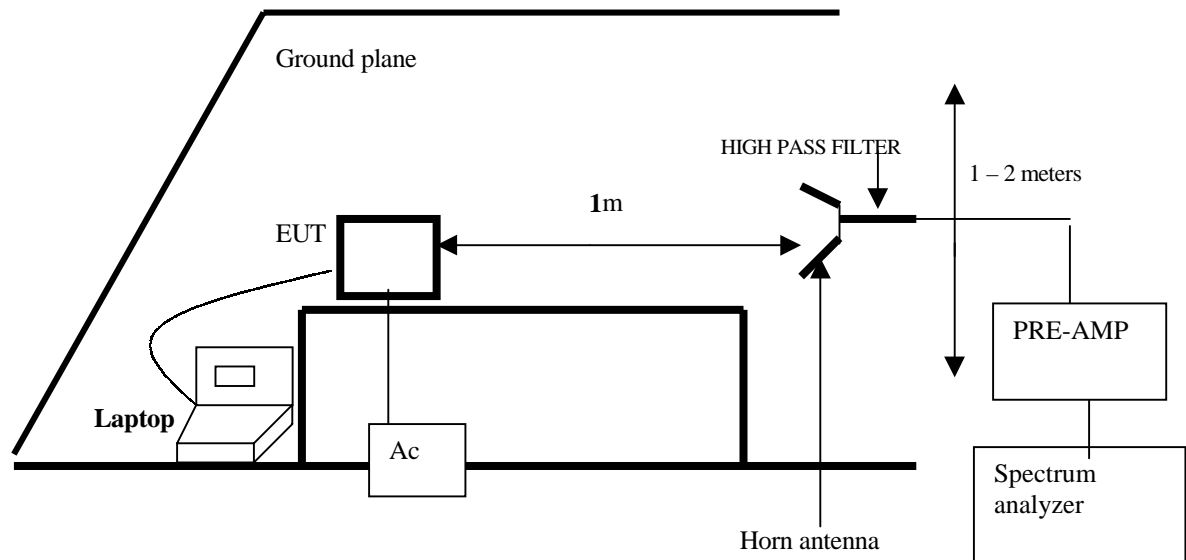 Ground plane
HIGH PASS FILTER
1 – 2 meters
1m
EUT
PRE-AMP
Laptop
Ac
Spectrum
analyzer
Horn antenna